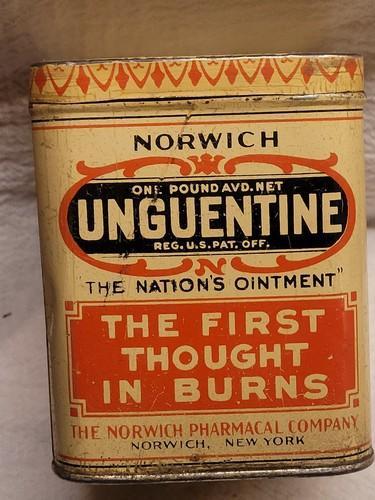 NORWICH
ONE POUND AVD. NET
UNGUENTINE
REG. U.S. PAT. OFF.
"THE NATION'S OINTMENT"
THE FIRST
THOUGHT
IN BURNS
THE NORWICH PHARMACAL COMPANY
NORWICH, NEW YORK